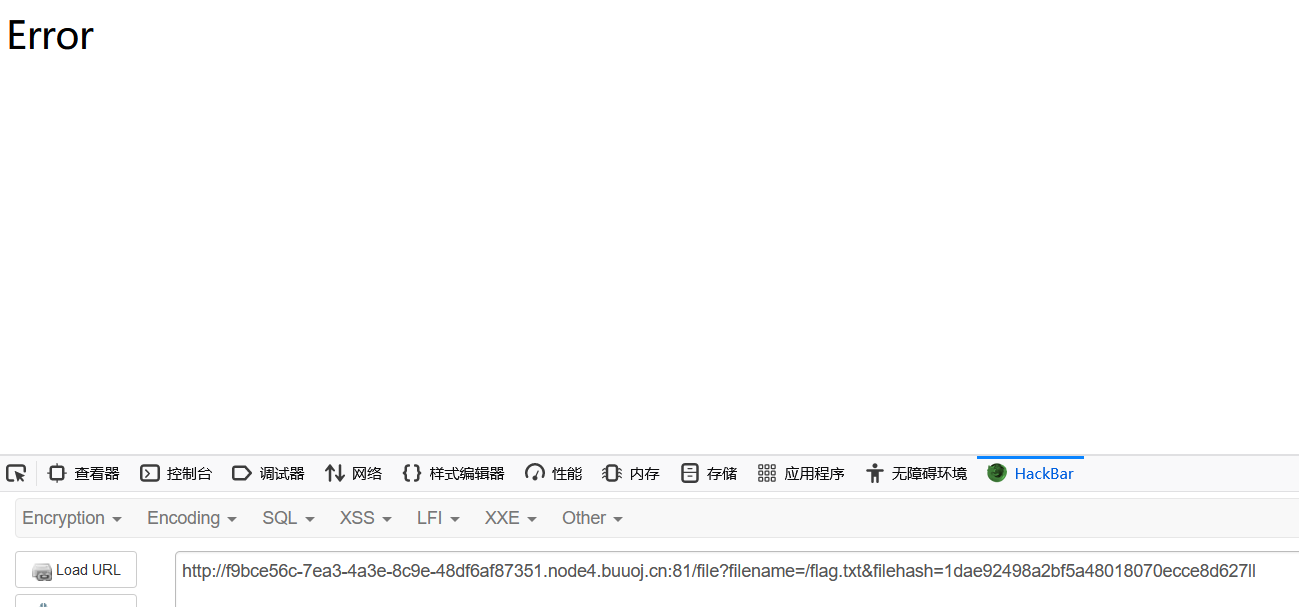 Error
查看器 控制台 调试器 网络 样式编辑器 性能 内存 存储 应用程序 无障碍环境 HackBar
Encryption Encoding SQL XSS LFI XXE Other
Load URL
http://f9bce56c-7ea3-4a3e-8c9e-48df6af87351.node4.buuoj.cn:81/file?filename=/flag.txt&filehash=1dae92498a2bf5a48018070ecce8d627ll